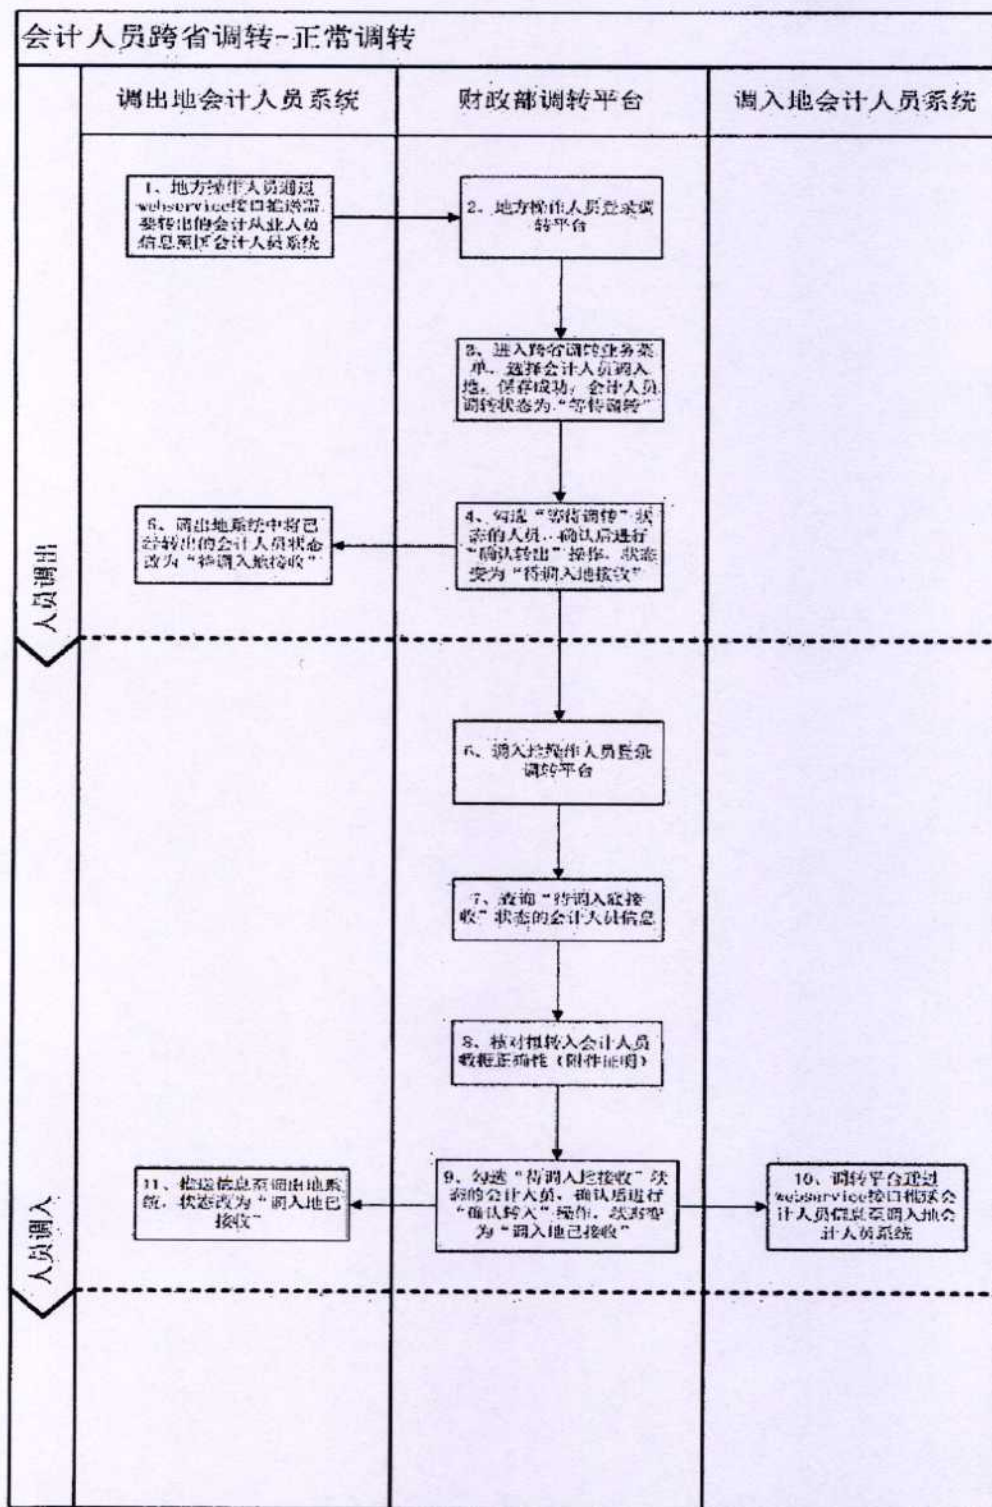 会计人员跨省调转-正常调转
调出地会计人员系统
财政部调转平台
调入地会计人员系统
人员调出
1、地方操作人员通过
webservice接口推送需
要转出的会计从业人员
信息至 会计人员系统
2、地方操作人员登录调
转平台
3、进入跨省调转业务菜
单，选择会计人员调入
地，保存成功；会计人员
调转状态为“等待调转”
4、勾选“等待调转”状
态的人员，确认后进行
“确认转出”操作，状态
变为“待调入地接收”
5、调出地系统中将已
经转出的会计人员状态
改为“待调入地接收”
人员调入
6、调入地操作人员登录
调转平台
7、查询“待调入地接
收”状态的会计人员信息
8、核对拟转入会计人员
数据正确性（附件证明）
9、勾选“待调入地接收”状
态的会计人员，确认后进行
“确认转入”操作，状态变
为“调入地已接收”
10、调转平台通过
webservice接口推送会
计人员信息至调入地会
计人员系统
11、推送信息至调出地系
统，状态改为“调入地已
接收”